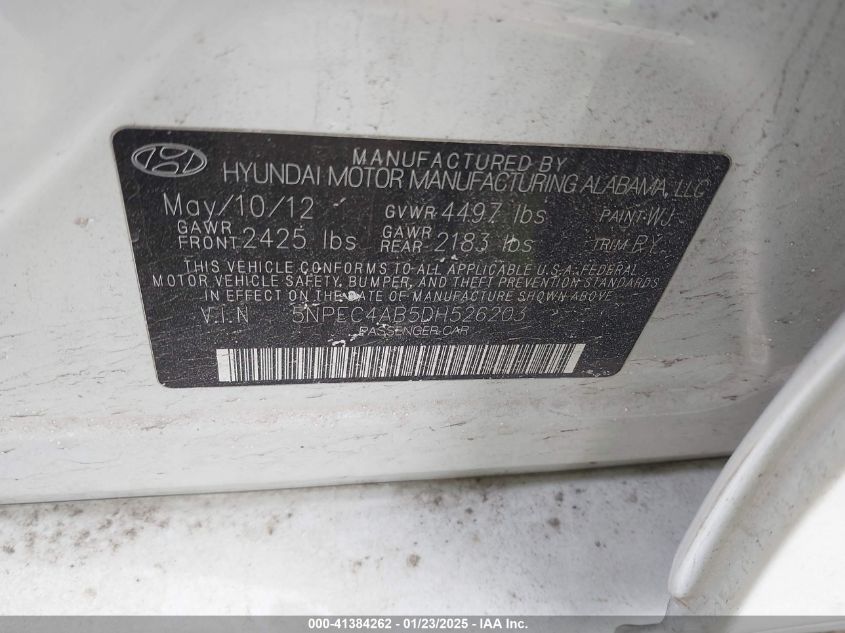 MANUFACTURED BY
HYUNDAI MOTOR MANUFACTURING ALABAMA, LLC
May/10/12 GVWR 4497 lbs PAINT:WJ
GAWR FRONT 2425 lbs GAWR REAR 2183 lbs TRIM:RY
THIS VEHICLE CONFORMS TO ALL APPLICABLE U.S.A. FEDERAL
MOTOR VEHICLE SAFETY, BUMPER, AND THEFT PREVENTION STANDARDS
IN EFFECT ON THE DATE OF MANUFACTURE SHOWN ABOVE
V.I.N 5NPEC4AB5DH526203
PASSENGER CAR
000-41384262 - 01/23/2025 - IAA Inc.